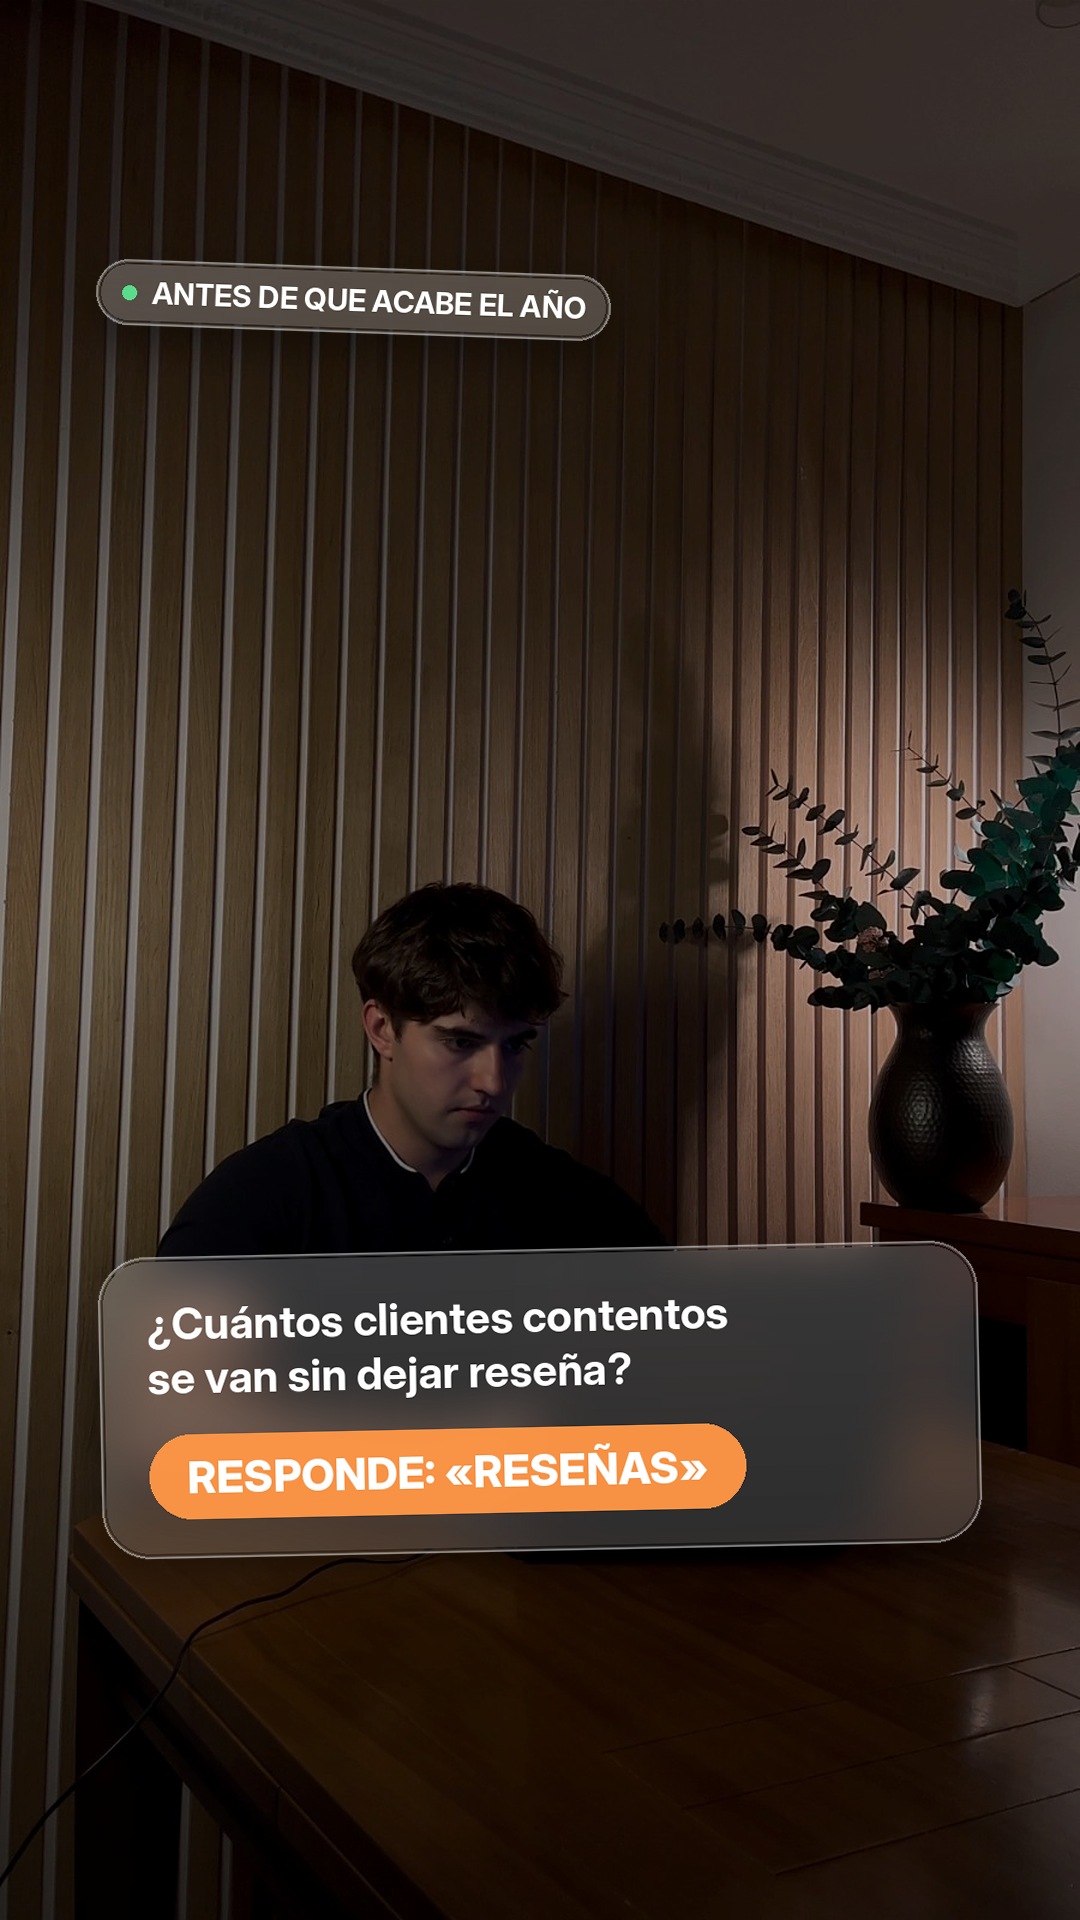 ANTES DE QUE ACABE EL AÑO
¿Cuántos clientes contentos
se van sin dejar reseña?
RESPONDE: «RESEÑAS»